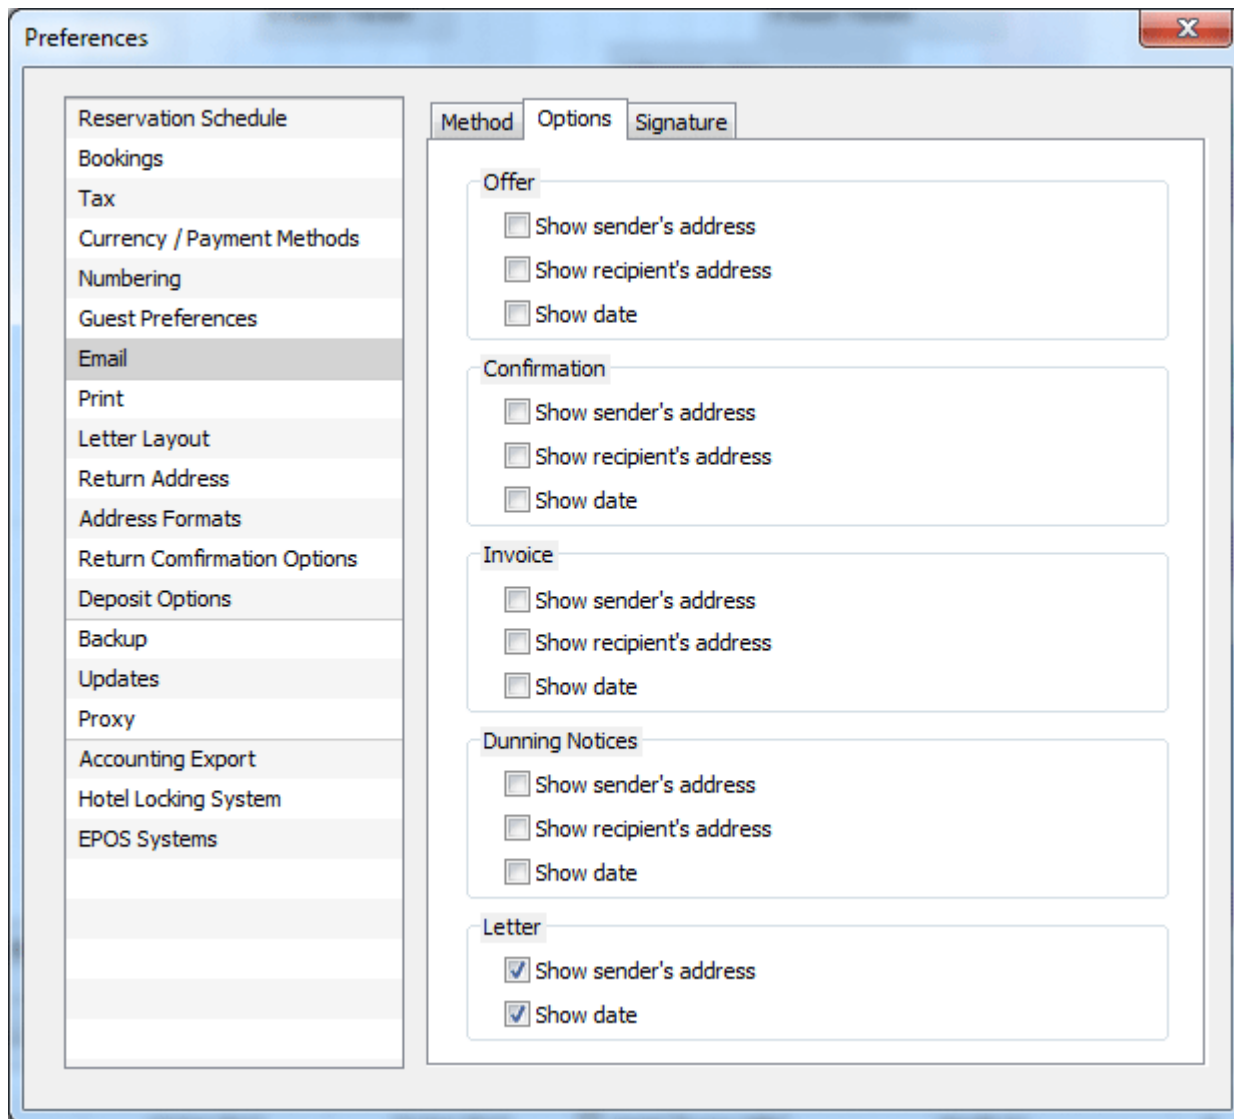 Preferences
Reservation Schedule
Bookings
Tax
Currency / Payment Methods
Numbering
Guest Preferences
Email
Print
Letter Layout
Return Address
Address Formats
Return Comfirmation Options
Deposit Options
Backup
Updates
Proxy
Accounting Export
Hotel Locking System
EPOS Systems
Method Options Signature
Offer
Show sender's address
Show recipient's address
Show date
Confirmation
Show sender's address
Show recipient's address
Show date
Invoice
Show sender's address
Show recipient's address
Show date
Dunning Notices
Show sender's address
Show recipient's address
Show date
Letter
Show sender's address
Show date